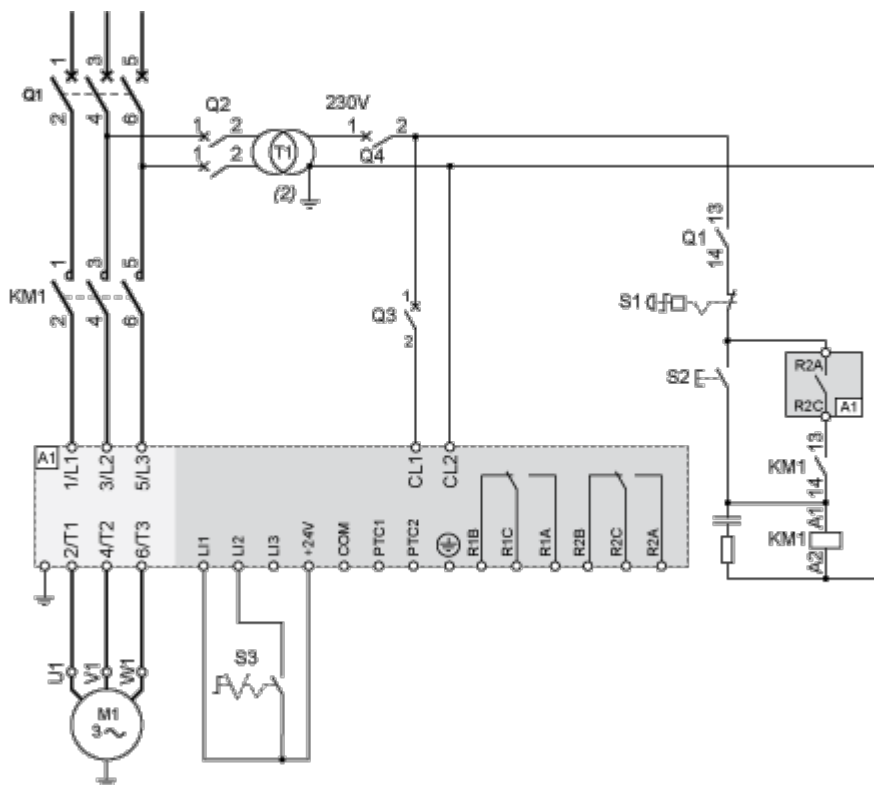 1 3 5
Q1
2 4 6
Q2
1 2
1 2
T1
(2)
230V
1 2
Q4
13
Q1
14
1 3 5
KM1
2 4 6
1
Q3
2
S1
S2
R2A
R2C
A1
13
KM1
14
A1
KM1
A2
A1
1/L1 3/L2 5/L3
CL1 CL2
2/T1 4/T2 6/T3
LI1 LI2 LI3 +24V COM PTC1 PTC2 R1B R1C R1A R2B R2C R2A
S3
U1 V1 W1
M1
3